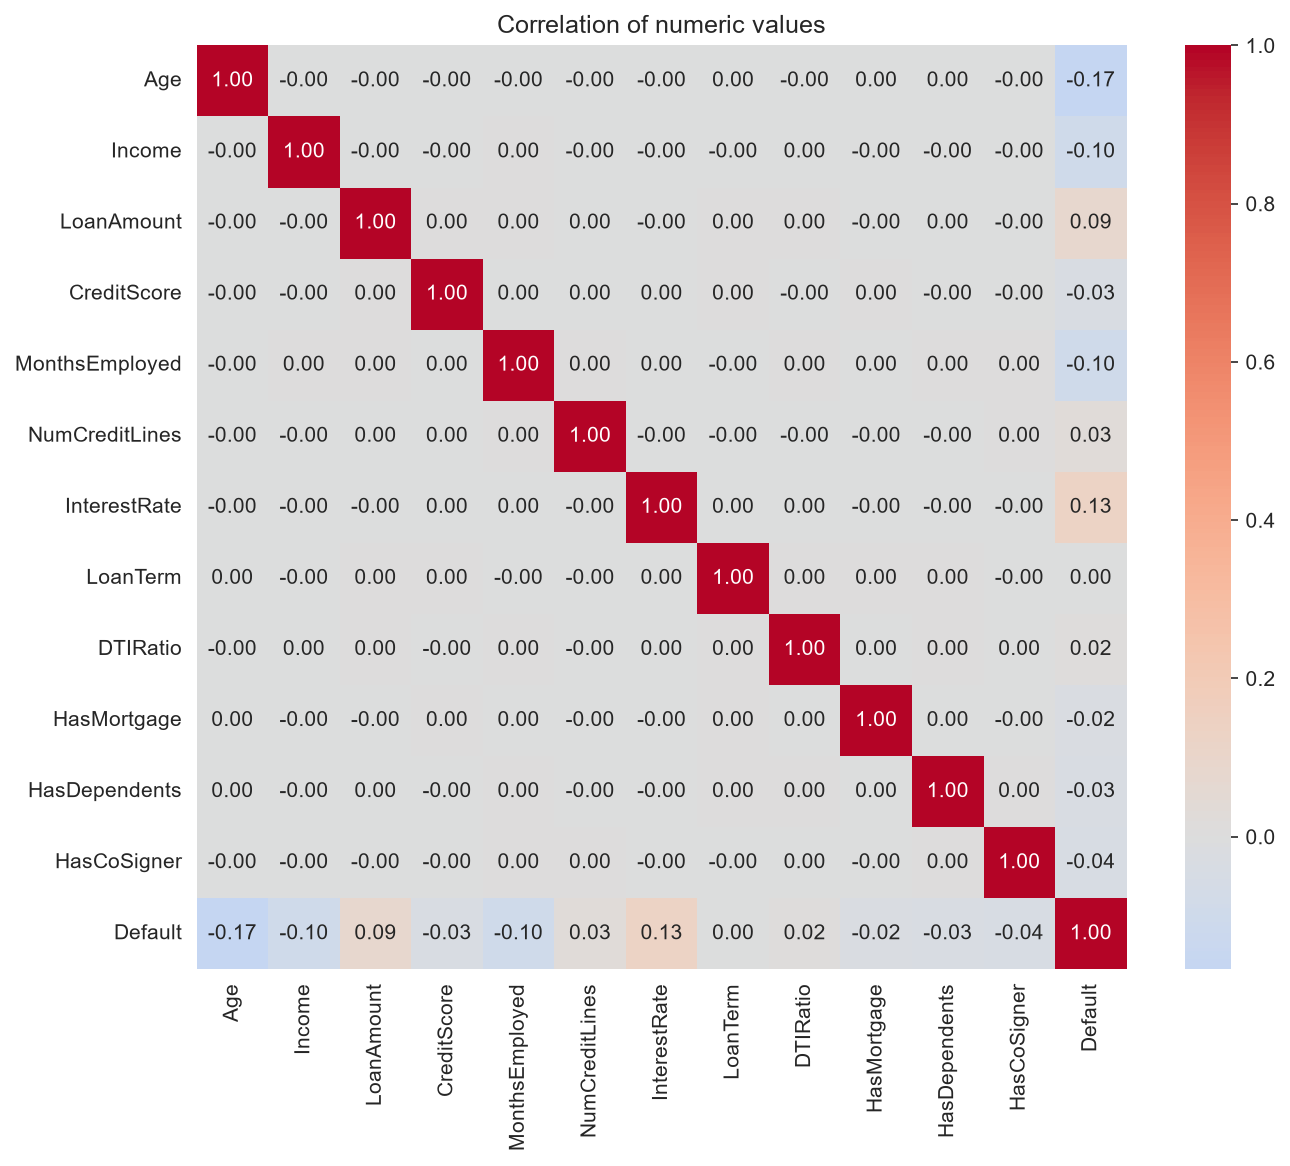 Correlation of numeric values
Age 1.00 -0.00 -0.00 -0.00 -0.00 -0.00 -0.00 0.00 -0.00 0.00 0.00 -0.00 -0.17
Income -0.00 1.00 -0.00 -0.00 0.00 -0.00 -0.00 -0.00 0.00 -0.00 -0.00 -0.00 -0.10
LoanAmount -0.00 -0.00 1.00 0.00 0.00 0.00 -0.00 0.00 0.00 -0.00 0.00 -0.00 0.09
CreditScore -0.00 -0.00 0.00 1.00 0.00 0.00 0.00 0.00 -0.00 0.00 -0.00 -0.00 -0.03
MonthsEmployed -0.00 0.00 0.00 0.00 1.00 0.00 0.00 -0.00 0.00 0.00 0.00 0.00 -0.10
NumCreditLines -0.00 -0.00 0.00 0.00 0.00 1.00 -0.00 -0.00 -0.00 -0.00 -0.00 0.00 0.03
InterestRate -0.00 -0.00 -0.00 0.00 0.00 -0.00 1.00 0.00 0.00 -0.00 -0.00 -0.00 0.13
LoanTerm 0.00 -0.00 0.00 0.00 -0.00 -0.00 0.00 1.00 0.00 0.00 0.00 -0.00 0.00
DTIRatio -0.00 0.00 0.00 -0.00 0.00 -0.00 0.00 0.00 1.00 0.00 0.00 0.00 0.02
HasMortgage 0.00 -0.00 -0.00 0.00 0.00 -0.00 -0.00 0.00 0.00 1.00 0.00 -0.00 -0.02
HasDependents 0.00 -0.00 0.00 -0.00 0.00 -0.00 -0.00 0.00 0.00 0.00 1.00 0.00 -0.03
HasCoSigner -0.00 -0.00 -0.00 -0.00 0.00 0.00 -0.00 -0.00 0.00 -0.00 0.00 1.00 -0.04
Default -0.17 -0.10 0.09 -0.03 -0.10 0.03 0.13 0.00 0.02 -0.02 -0.03 -0.04 1.00
Age
Income
LoanAmount
CreditScore
MonthsEmployed
NumCreditLines
InterestRate
LoanTerm
DTIRatio
HasMortgage
HasDependents
HasCoSigner
Default
1.0
0.8
0.6
0.4
0.2
0.0